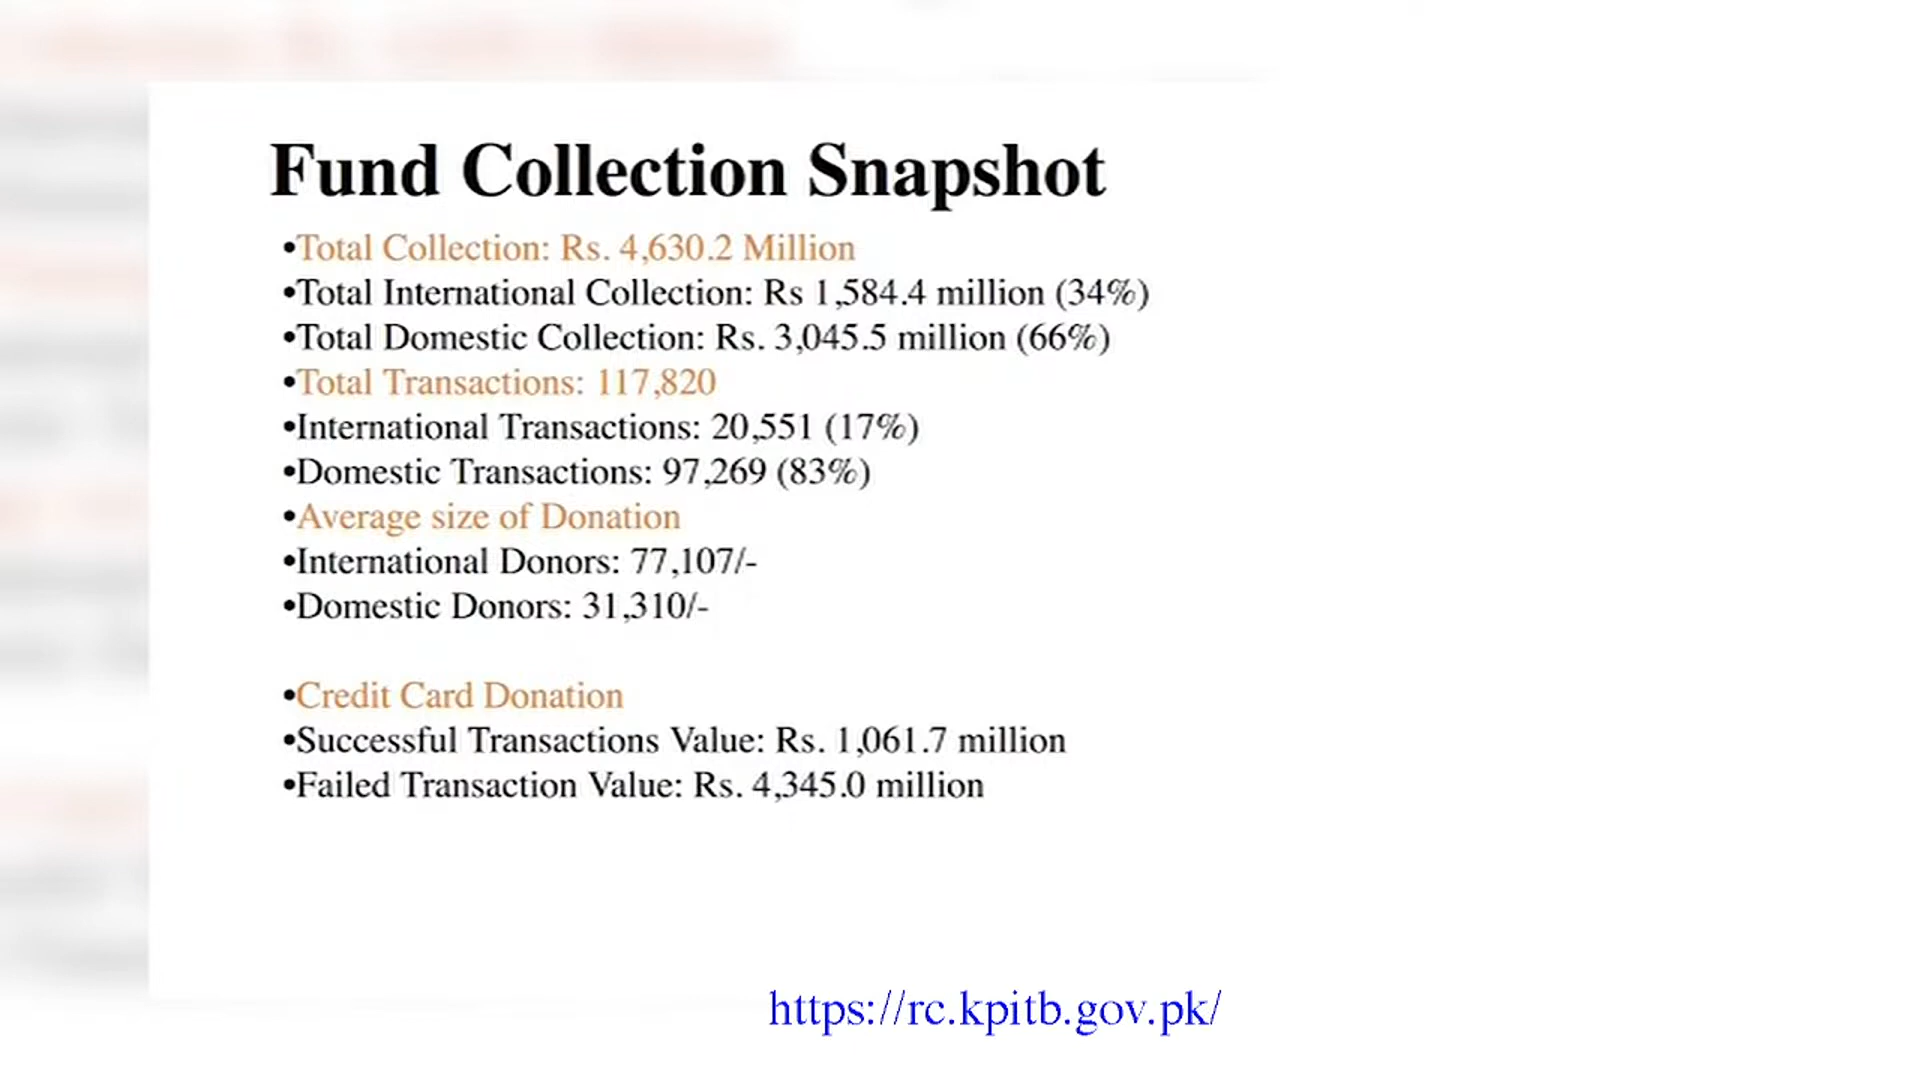 Fund Collection Snapshot
•Total Collection: Rs. 4,630.2 Million
•Total International Collection: Rs 1,584.4 million (34%)
•Total Domestic Collection: Rs. 3,045.5 million (66%)
•Total Transactions: 117,820
•International Transactions: 20,551 (17%)
•Domestic Transactions: 97,269 (83%)
•Average size of Donation
•International Donors: 77,107/-
•Domestic Donors: 31,310/-
•Credit Card Donation
•Successful Transactions Value: Rs. 1,061.7 million
•Failed Transaction Value: Rs. 4,345.0 million
https://rc.kpitb.gov.pk/